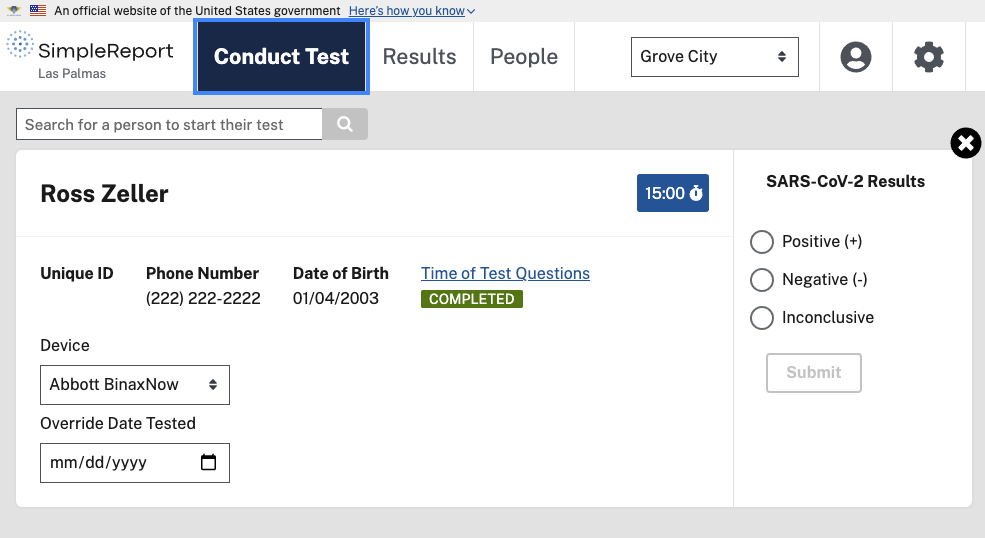 An official website of the United States government Here's how you know
SimpleReport
Las Palmas
Conduct Test
Results
People
Grove City
Search for a person to start their test
Ross Zeller
15:00
Unique ID
Phone Number
(222) 222-2222
Date of Birth
01/04/2003
Time of Test Questions
COMPLETED
Device
Abbott BinaxNow
Override Date Tested
mm/dd/yyyy
SARS-CoV-2 Results
Positive (+)
Negative (-)
Inconclusive
Submit